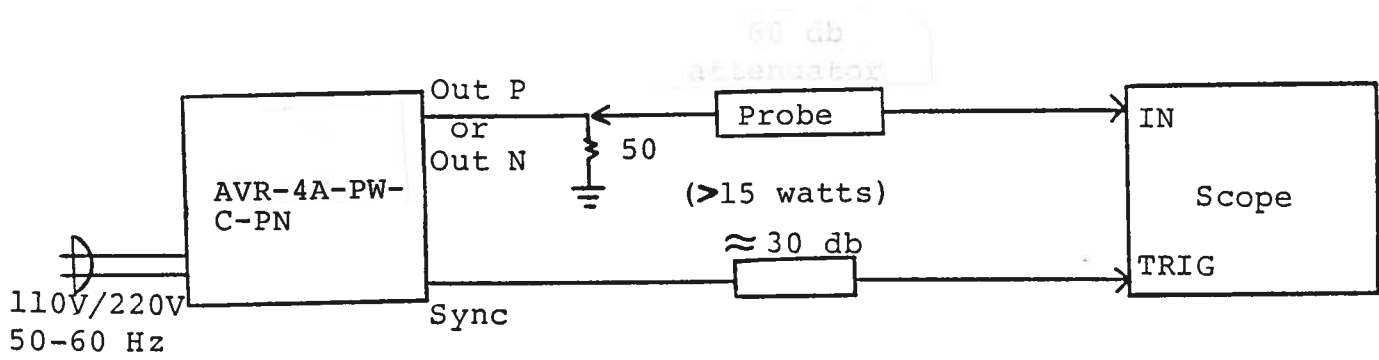 60 db
attenuator
Out P
or
Out N
50
Probe
IN
AVR-4A-PW-
C-PN
(>15 watts)
Scope
≈ 30 db
TRIG
110V/220V
50-60 Hz
Sync